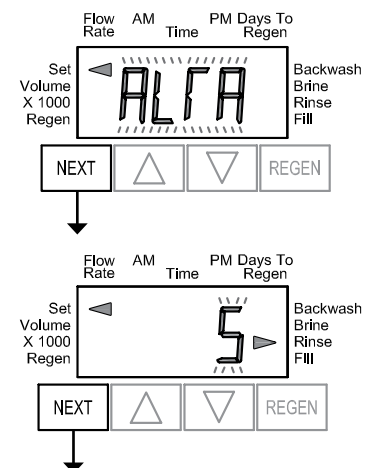 Flow AM PM Days To
Rate Time Regen
Set
Volume
X 1000
Regen
ALTA
Backwash
Brine
Rinse
Fill
NEXT REGEN
Flow AM PM Days To
Rate Time Regen
Set
Volume
X 1000
Regen
5
Backwash
Brine
Rinse
Fill
NEXT REGEN